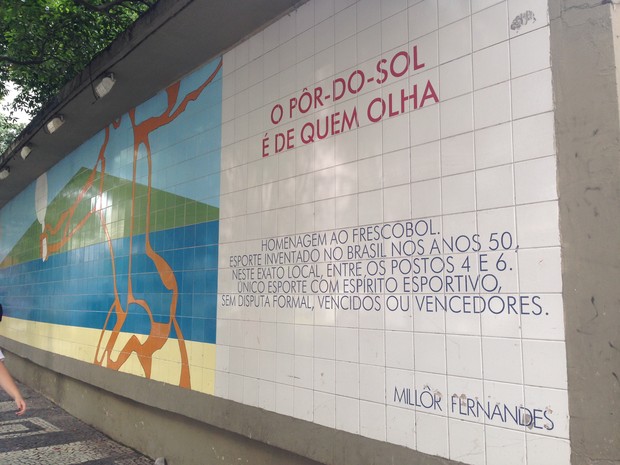 O PÔR-DO-SOL
É DE QUEM OLHA
HOMENAGEM AO FRESCOBOL.
ESPORTE INVENTADO NO BRASIL NOS ANOS 50,
NESTE EXATO LOCAL, ENTRE OS POSTOS 4 E 6.
ÚNICO ESPORTE COM ESPÍRITO ESPORTIVO,
SEM DISPUTA FORMAL, VENCIDOS OU VENCEDORES.
MILLÔR FERNANDES